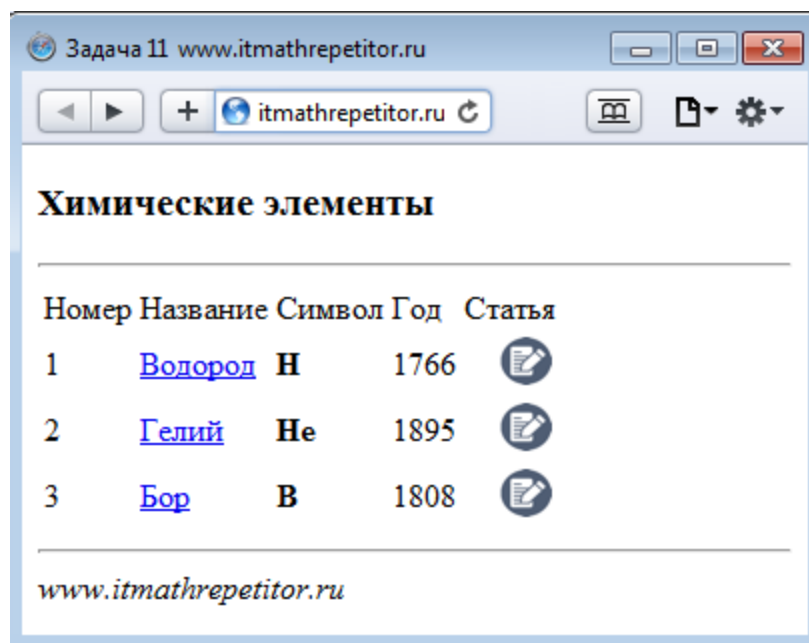 Задача 11 www.itmathrepetitor.ru
itmathrepetitor.ru
Химические элементы
Номер Название Символ Год Статья
1 Водород H 1766
2 Гелий He 1895
3 Бор B 1808
www.itmathrepetitor.ru